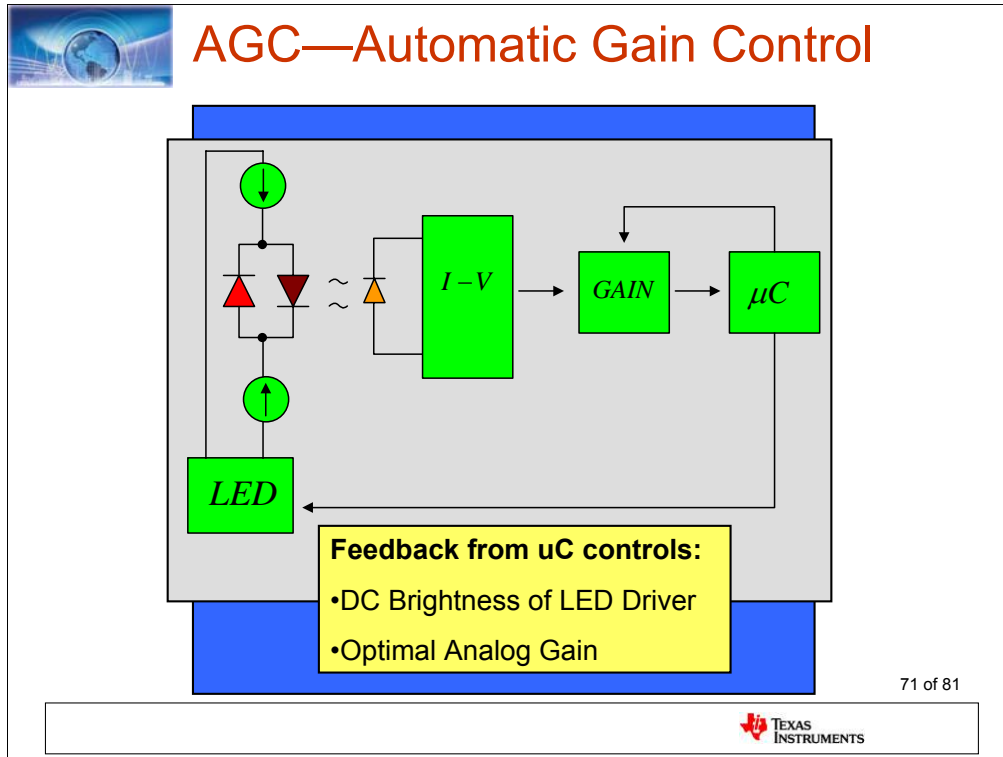 AGC—Automatic Gain Control
I – V
GAIN
μC
LED
Feedback from uC controls:
•DC Brightness of LED Driver
•Optimal Analog Gain
71 of 81
TEXAS
INSTRUMENTS